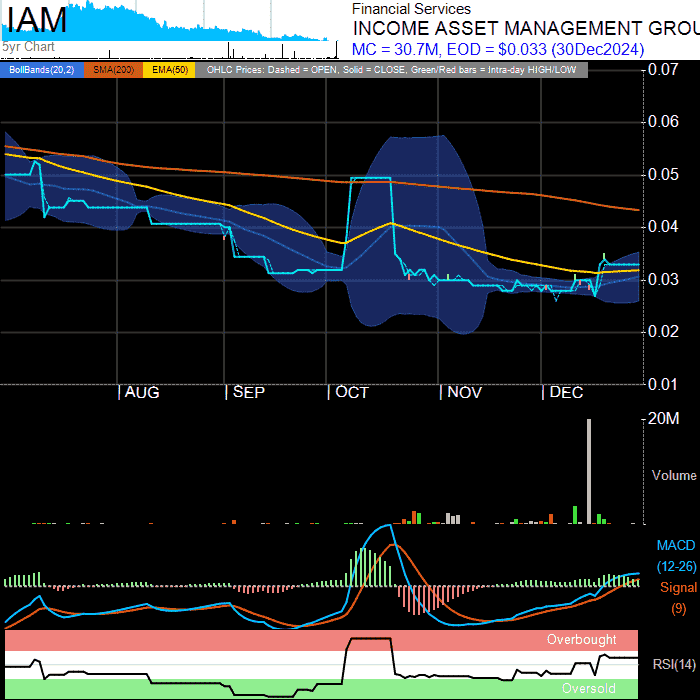 IAM
5yr Chart
Financial Services
INCOME ASSET MANAGEMENT GROU
MC = 30.7M, EOD = $0.033 (30Dec2024)
BollBands(20,2) SMA(200) EMA(50) OHLC Prices: Dashed = OPEN, Solid = CLOSE, Green/Red bars = Intra-day HIGH/LOW
0.07
0.06
0.05
0.04
0.03
0.02
0.01
AUG SEP OCT NOV DEC
20M
Volume
MACD
(12-26)
Signal
(9)
Overbought
RSI(14)
Oversold